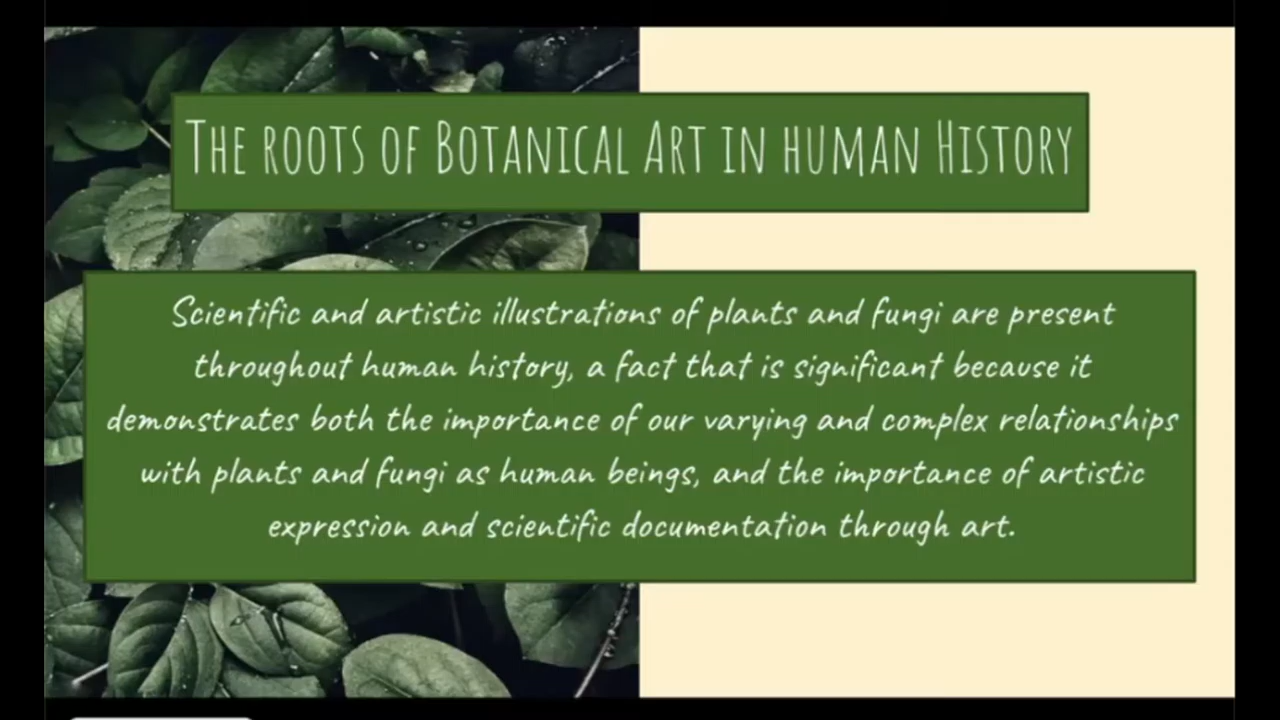 The roots of Botanical Art in human History
Scientific and artistic illustrations of plants and fungi are present
throughout human history, a fact that is significant because it
demonstrates both the importance of our varying and complex relationships
with plants and fungi as human beings, and the importance of artistic
expression and scientific documentation through art.